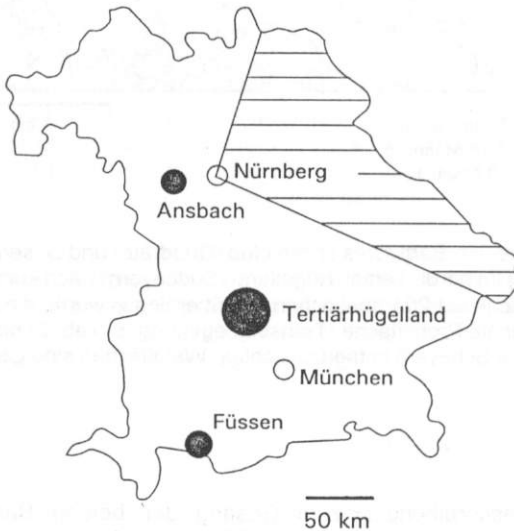 Nürnberg
Ansbach
Tertiärhügelland
München
Füssen
50 km